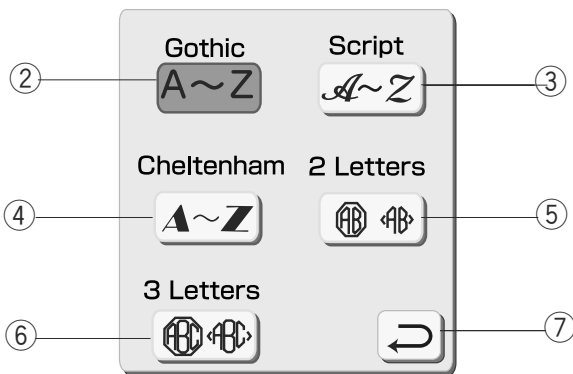 Gothic Script
② A~Z 𝒜~𝒵 ③
Cheltenham 2 Letters
④ A~Z AB <AB> ⑤
3 Letters
⑥ ABC <ABC> ⑦